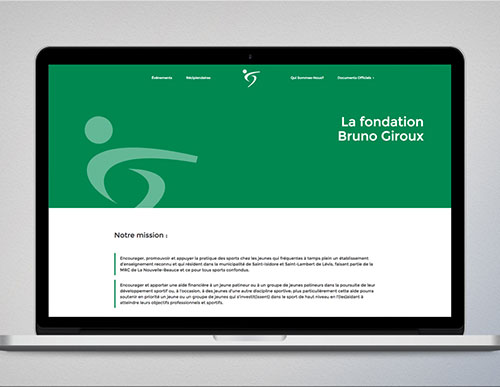 Événements Récipiendaires Qui Sommes-Nous? Documents Officiels
La fondation
Bruno Giroux
Notre mission :
Encourager, promouvoir et appuyer la pratique des sports chez les jeunes qui fréquentes à temps plein un établissement
d'enseignement reconnu et qui résident dans la municipalité de Saint-Isidore et Saint-Lambert de Lévis, faisant partie de la
MRC de La Nouvelle-Beauce et ce pour tous sports confondus.
Encourager et apporter une aide financière à un jeune patineur ou à un groupe de jeunes patineurs dans la poursuite de leur
développement sportif ou, à l'occasion, à des jeunes d'une autre discipline sportive; plus particulièrement cette aide pourra
soutenir en priorité un jeune ou un groupe de jeunes qui s'investi(ssent) dans le sport de haut niveau en l'(les)aidant à
atteindre leurs objectifs professionnels et sportifs.